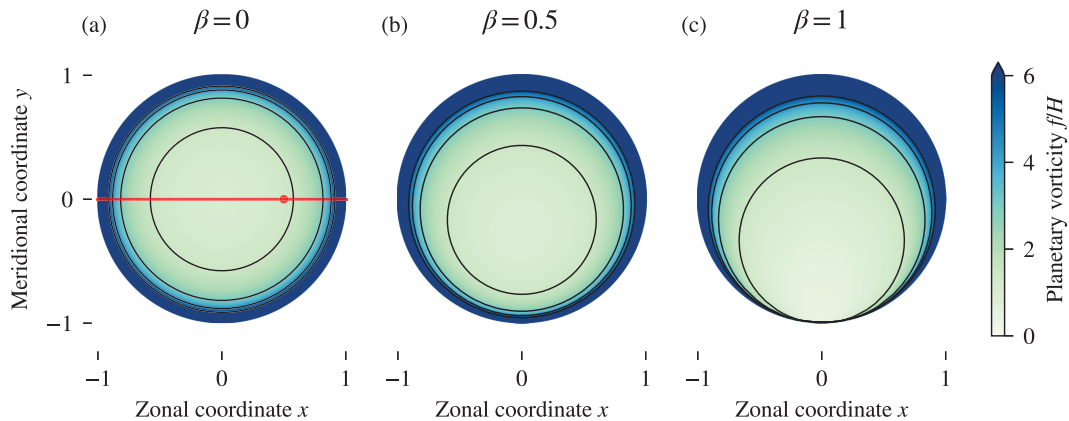 (a) β = 0
(b) β = 0.5
(c) β = 1
Meridional coordinate y
1
0
−1
−1 0 1
Zonal coordinate x
−1 0 1
Zonal coordinate x
−1 0 1
Zonal coordinate x
6
4
2
0
Planetary vorticity f/H